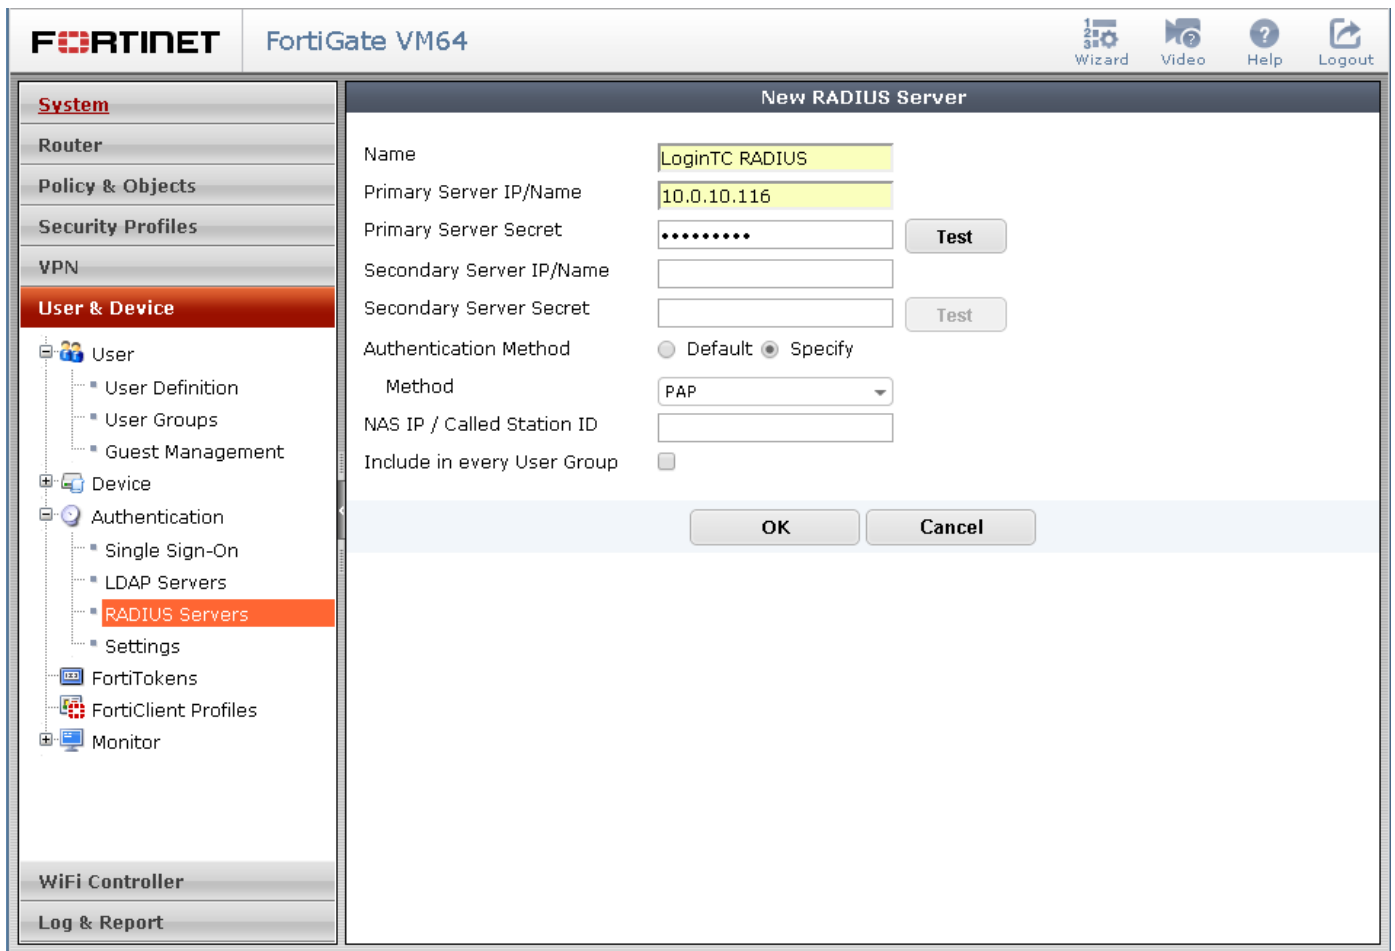 FORTINET
FortiGate VM64
Wizard
Video
Help
Logout
System
Router
Policy & Objects
Security Profiles
VPN
User & Device
User
User Definition
User Groups
Guest Management
Device
Authentication
Single Sign-On
LDAP Servers
RADIUS Servers
Settings
FortiTokens
FortiClient Profiles
Monitor
WiFi Controller
Log & Report
New RADIUS Server
Name LoginTC RADIUS
Primary Server IP/Name 10.0.10.116
Primary Server Secret ••••••••• Test
Secondary Server IP/Name
Secondary Server Secret Test
Authentication Method Default Specify
Method PAP
NAS IP / Called Station ID
Include in every User Group
OK Cancel